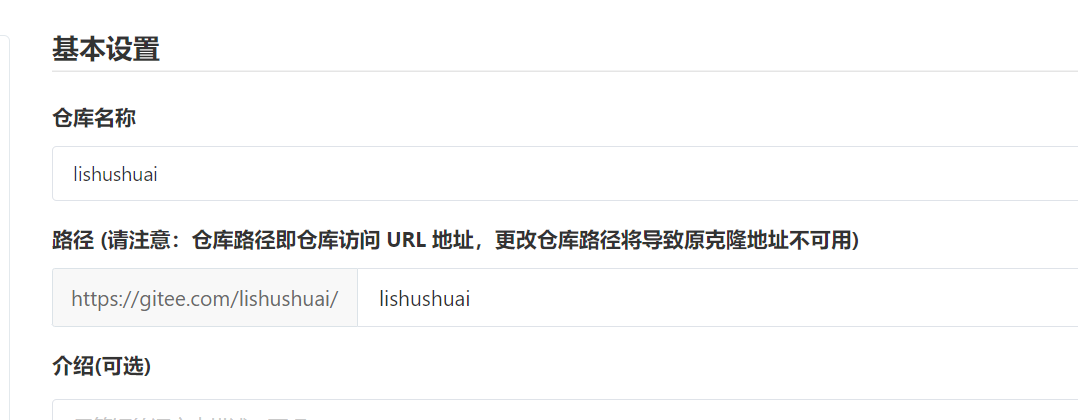 基本设置
仓库名称
lishushuai
路径 (请注意：仓库路径即仓库访问 URL 地址，更改仓库路径将导致原克隆地址不可用)
https://gitee.com/lishushuai/ lishushuai
介绍(可选)